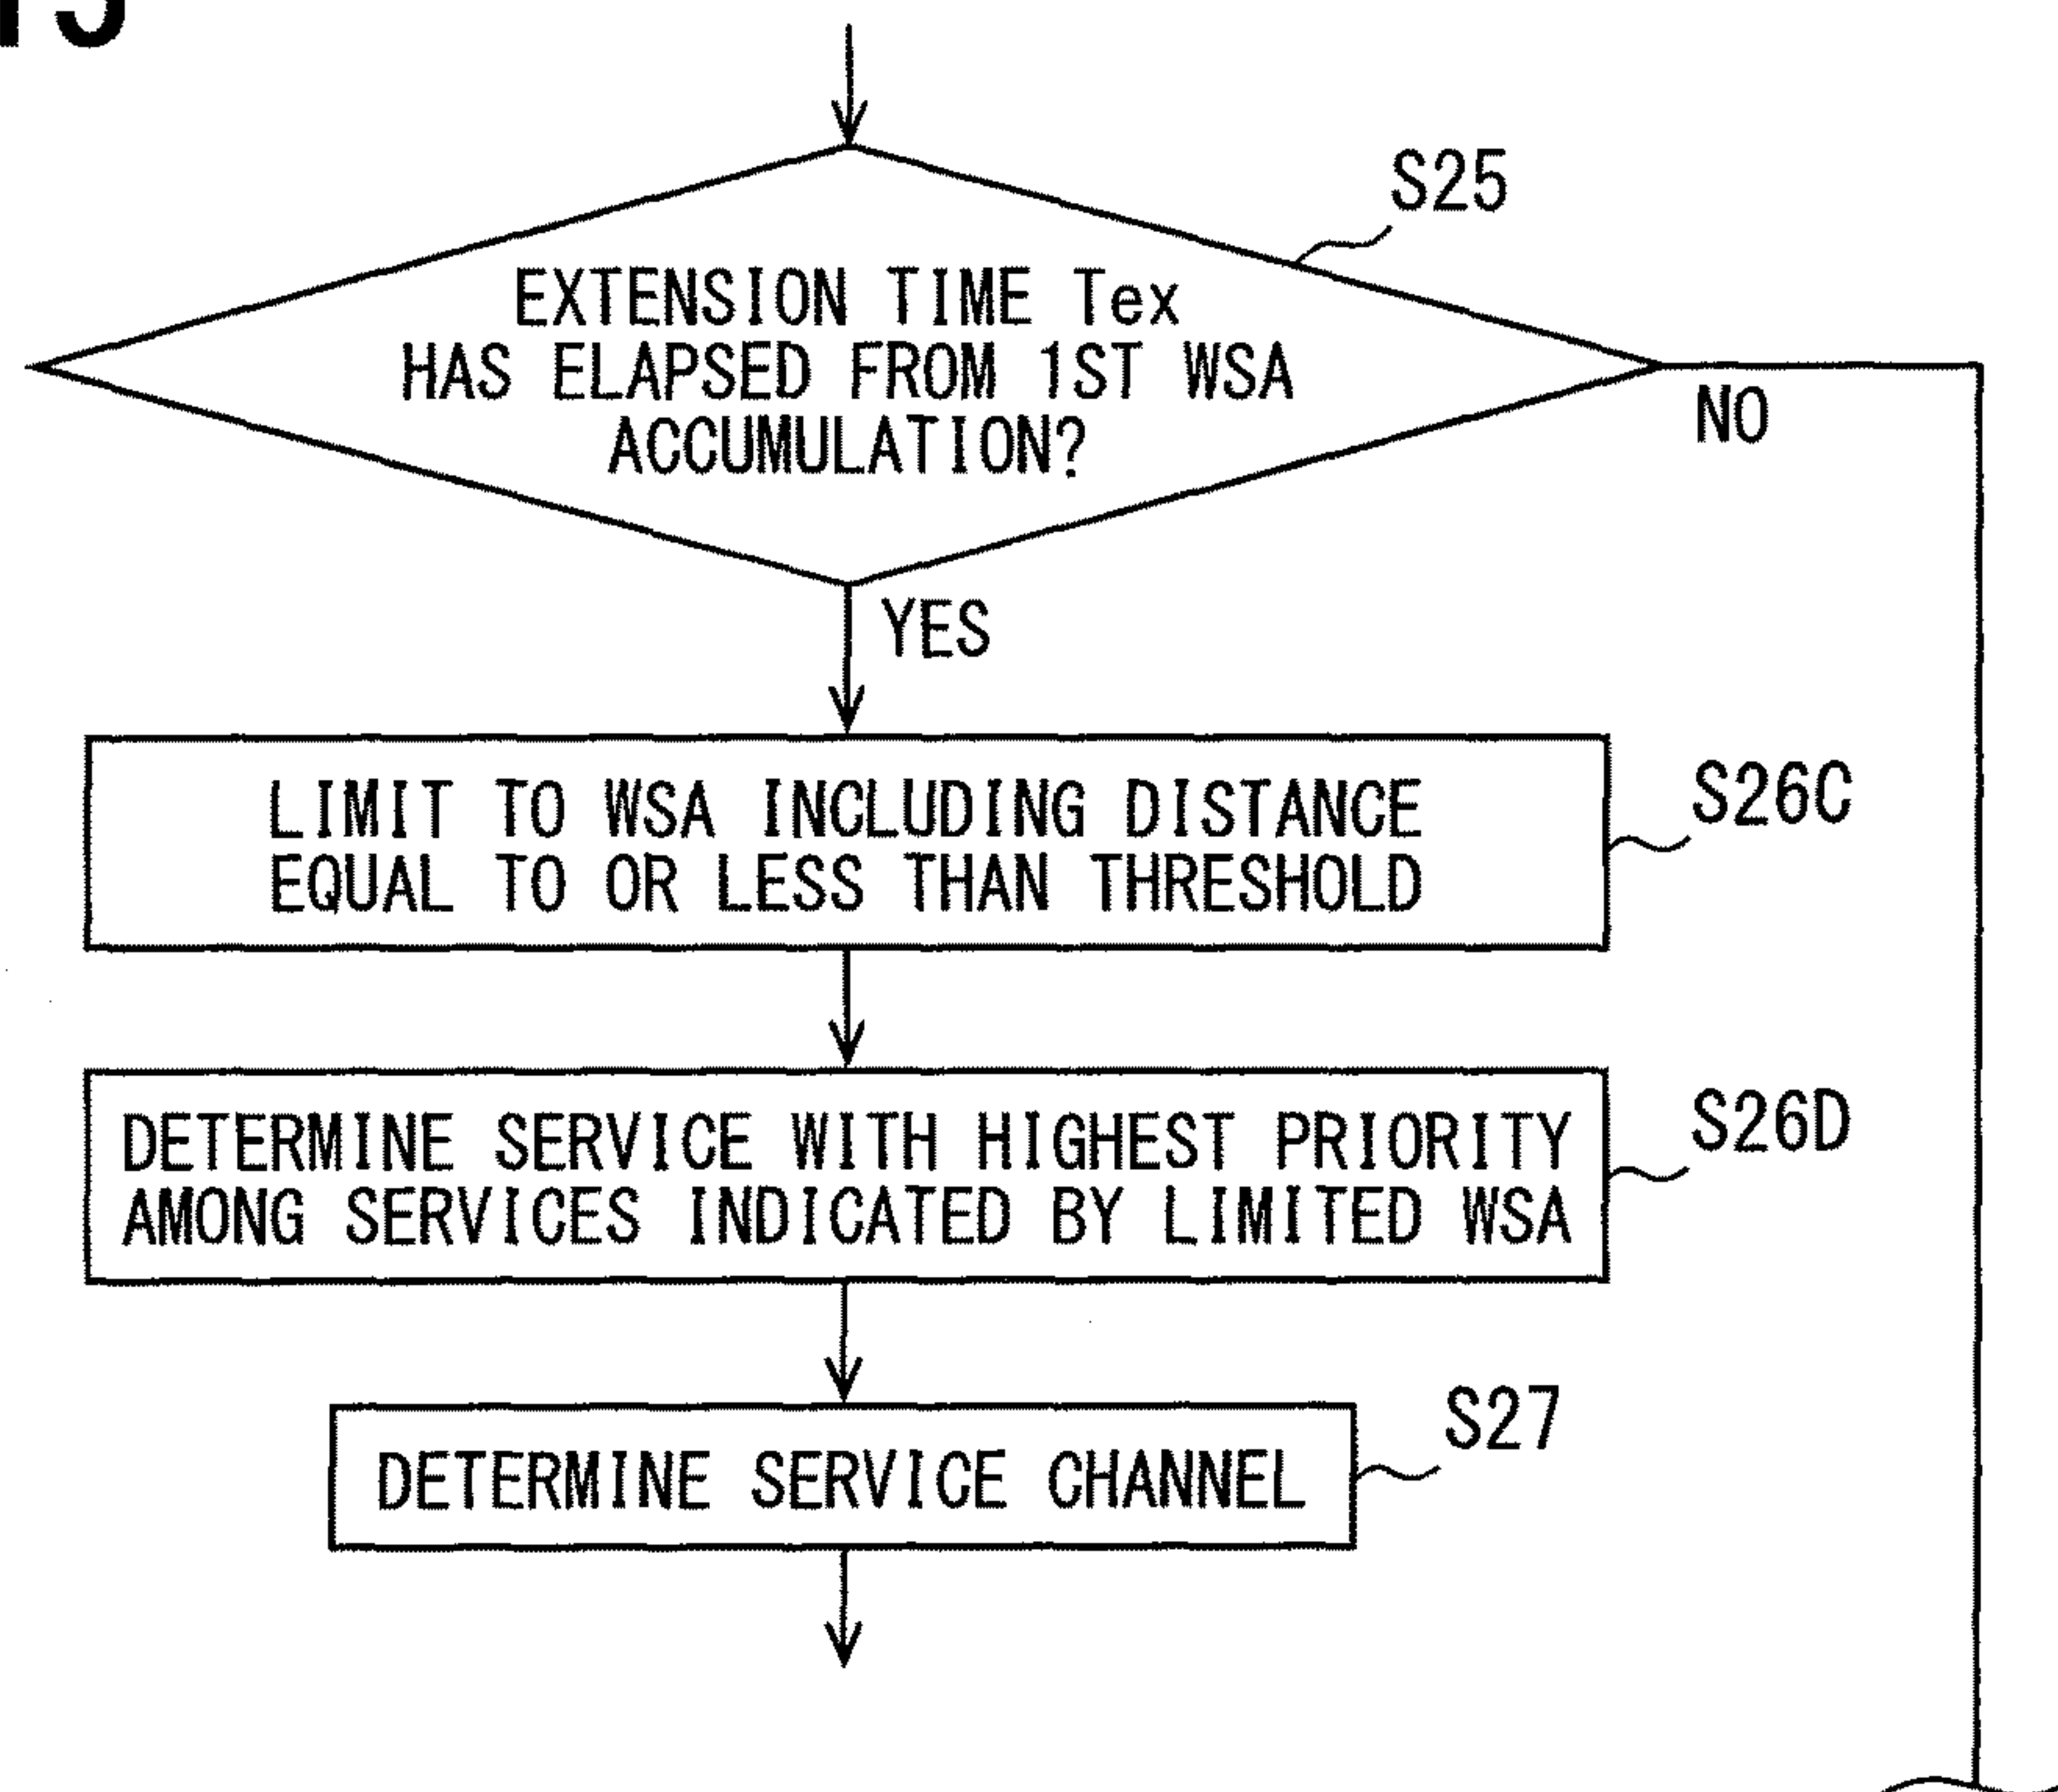 S25
EXTENSION TIME Tex
HAS ELAPSED FROM 1ST WSA
ACCUMULATION?
NO
YES
LIMIT TO WSA INCLUDING DISTANCE
EQUAL TO OR LESS THAN THRESHOLD
S26C
DETERMINE SERVICE WITH HIGHEST PRIORITY
AMONG SERVICES INDICATED BY LIMITED WSA
S26D
DETERMINE SERVICE CHANNEL
S27